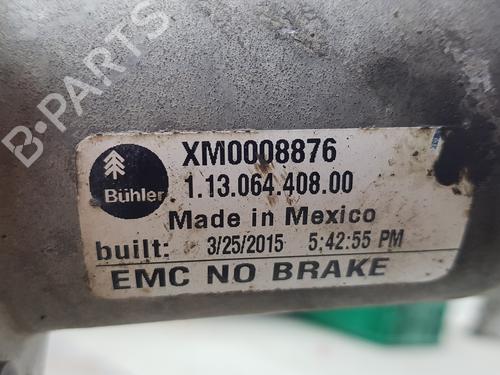 Bühler
XM0008876
1.13.064.408.00
Made in Mexico
built: 3/25/2015 5:42:55 PM
EMC NO BRAKE
B-PARTS